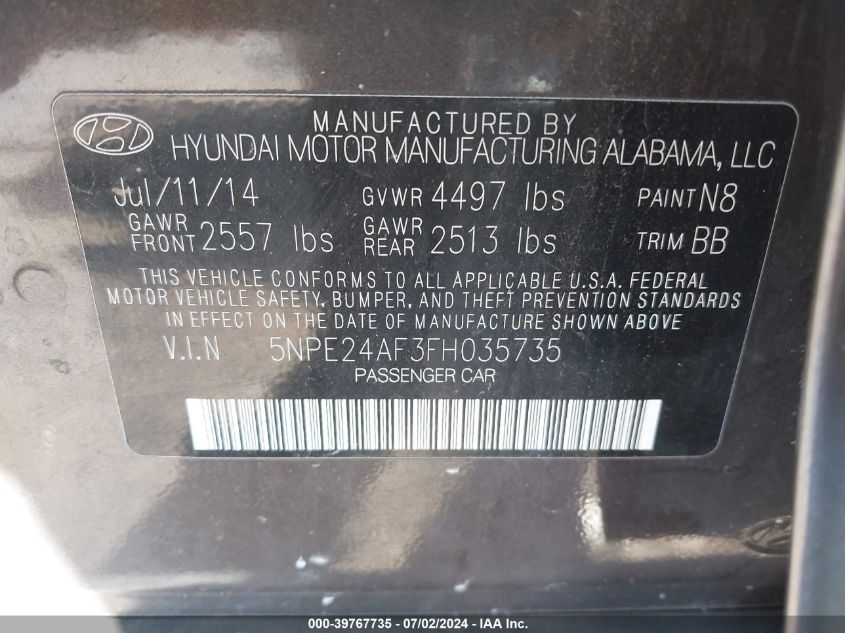 MANUFACTURED BY
HYUNDAI MOTOR MANUFACTURING ALABAMA, LLC
Jul/11/14 GVWR 4497 lbs PAINT N8
GAWR FRONT 2557 lbs GAWR REAR 2513 lbs TRIM BB
THIS VEHICLE CONFORMS TO ALL APPLICABLE U.S.A. FEDERAL
MOTOR VEHICLE SAFETY, BUMPER, AND THEFT PREVENTION STANDARDS
IN EFFECT ON THE DATE OF MANUFACTURE SHOWN ABOVE
V.I.N 5NPE24AF3FH035735
PASSENGER CAR
000-39767735 - 07/02/2024 - IAA Inc.